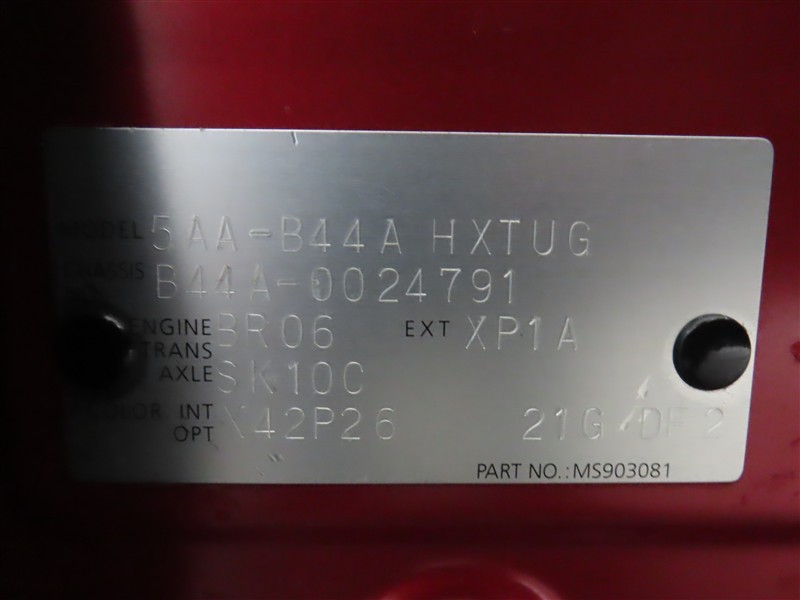 MODEL 5AA-B44A HXTUG
CHASSIS B44A-0024791
ENGINE BR06 EXT XP1A
TRANS
AXLE SK10C
COLOR INT X42P26 21G DF2
OPT
PART NO.:MS903081